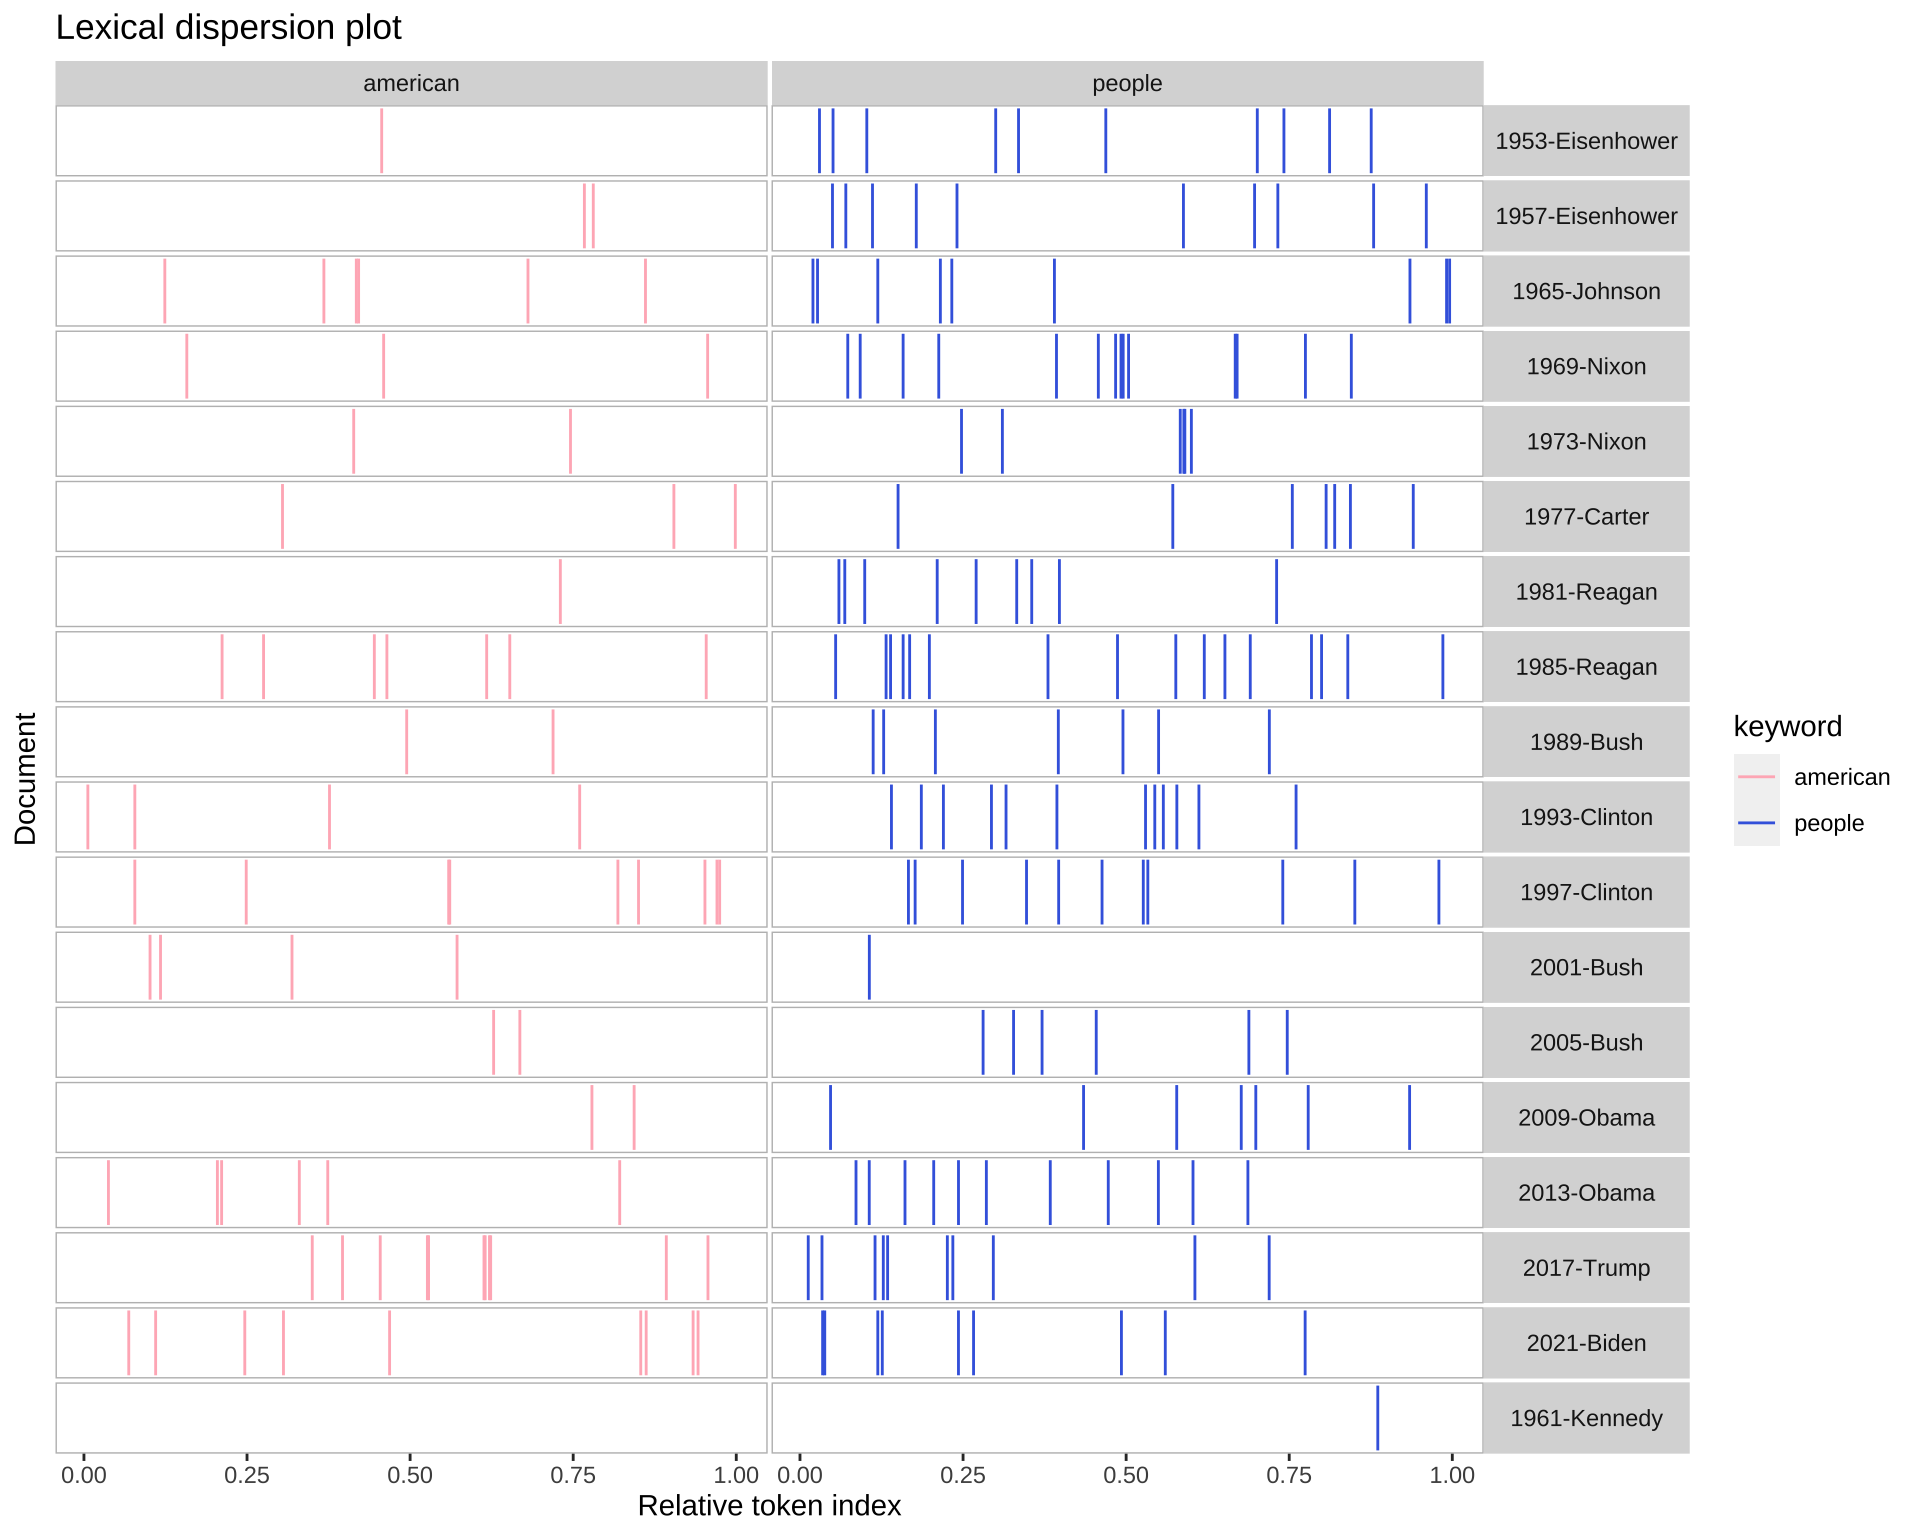 Lexical dispersion plot
american
people
1953-Eisenhower
1957-Eisenhower
1965-Johnson
1969-Nixon
1973-Nixon
1977-Carter
1981-Reagan
1985-Reagan
1989-Bush
1993-Clinton
1997-Clinton
2001-Bush
2005-Bush
2009-Obama
2013-Obama
2017-Trump
2021-Biden
1961-Kennedy
Document
0.00 0.25 0.50 0.75 1.00
0.00 0.25 0.50 0.75 1.00
Relative token index
keyword
american
people